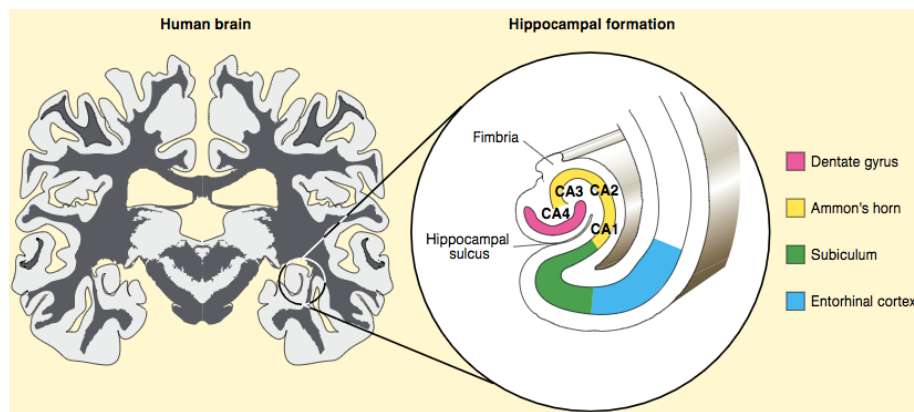 Human brain
Hippocampal formation
Fimbria
CA3
CA2
CA4
CA1
Hippocampal
sulcus
Dentate gyrus
Ammon's horn
Subiculum
Entorhinal cortex